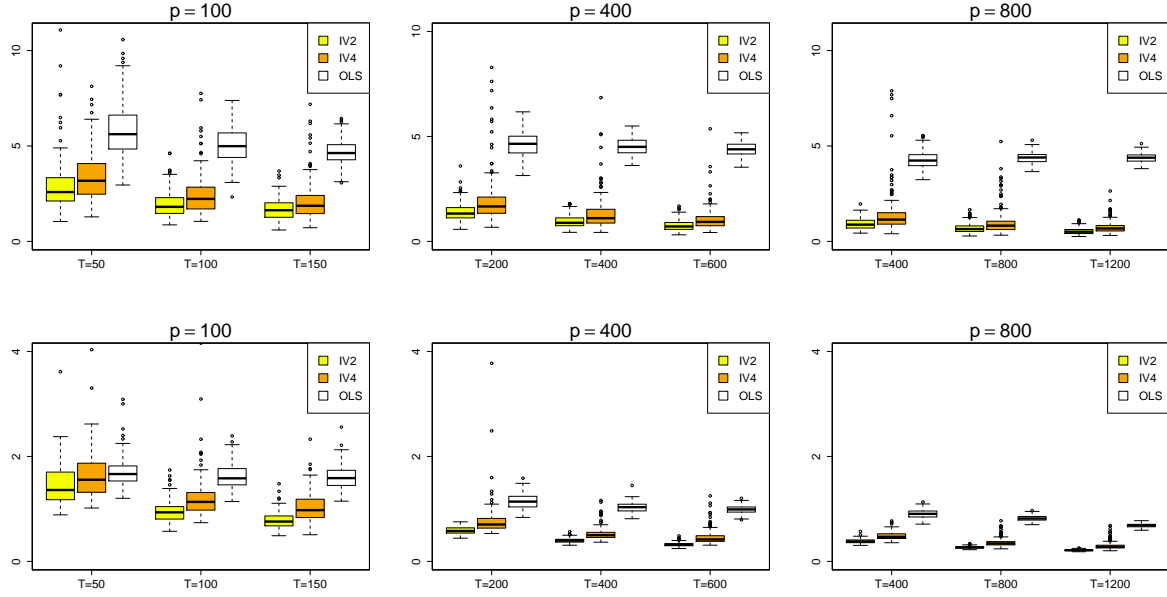 p = 100
10
5
0
IV2
IV4
OLS
T=50
T=100
T=150
p = 400
10
5
0
IV2
IV4
OLS
T=200
T=400
T=600
p = 800
10
5
0
IV2
IV4
OLS
T=400
T=800
T=1200
p = 100
4
2
0
IV2
IV4
OLS
T=50
T=100
T=150
p = 400
4
2
0
IV2
IV4
OLS
T=200
T=400
T=600
p = 800
4
2
0
IV2
IV4
OLS
T=400
T=800
T=1200